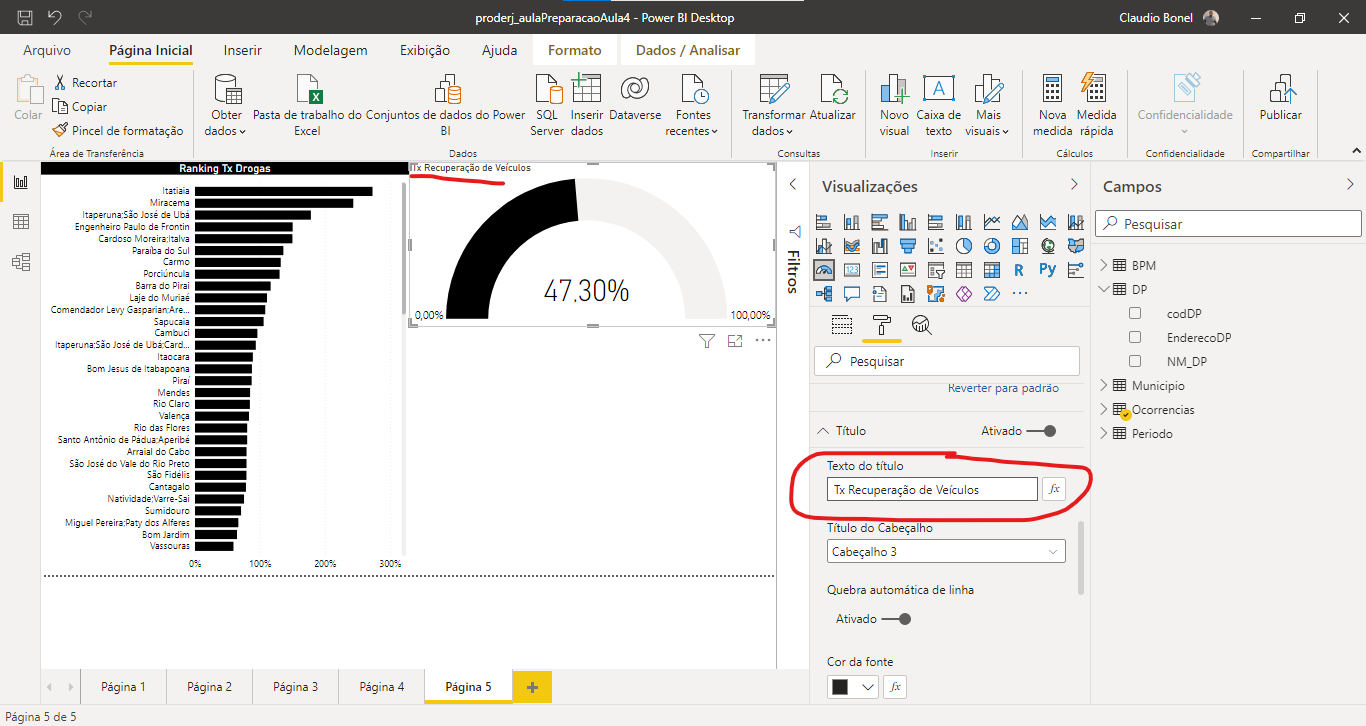 proderj_aulaPreparacaoAula4 - Power BI Desktop
Claudio Bonel
Arquivo
Página Inicial
Inserir
Modelagem
Exibição
Ajuda
Formato
Dados / Analisar
Colar
Recortar
Copiar
Pincel de formatação
Área de Transferência
Obter
dados
Pasta de trabalho do
Excel
Conjuntos de dados do Power
BI
SQL
Server
Inserir
dados
Dataverse
Fontes
recentes
Dados
Transformar
dados
Atualizar
Consultas
Novo
visual
Caixa de
texto
Mais
visuais
Inserir
Nova
medida
Medida
rápida
Cálculos
Confidencialidade
Confidencialidade
Publicar
Compartilhar
Ranking Tx Drogas
Itatiaia
Miracema
Itaperuna;São José de Ubá
Engenheiro Paulo de Frontin
Cardoso Moreira;Italva
Paraíba do Sul
Carmo
Porciúncula
Barra do Piraí
Laje do Muriaé
Comendador Levy Gasparian;Are...
Sapucaia
Cambuci
Itaperuna;São José de Ubá;Card...
Itaocara
Bom Jesus de Itabapoana
Piraí
Mendes
Rio Claro
Valença
Rio das Flores
Santo Antônio de Pádua;Aperibé
Arraial do Cabo
São José do Vale do Rio Preto
São Fidélis
Cantagalo
Natividade;Varre-Sai
Sumidouro
Miguel Pereira;Paty dos Alferes
Bom Jardim
Vassouras
0%
100%
200%
300%
Tx Recuperação de Veículos
47,30%
0,00%
100,00%
Filtros
Visualizações
123
R
Py
Pesquisar
Reverter para padrão
Título
Ativado
Texto do título
Tx Recuperação de Veículos
fx
Título do Cabeçalho
Cabeçalho 3
Quebra automática de linha
Ativado
Cor da fonte
fx
Campos
Pesquisar
BPM
DP
codDP
EnderecoDP
NM_DP
Municipio
Ocorrencias
Periodo
Página 1
Página 2
Página 3
Página 4
Página 5
Página 5 de 5